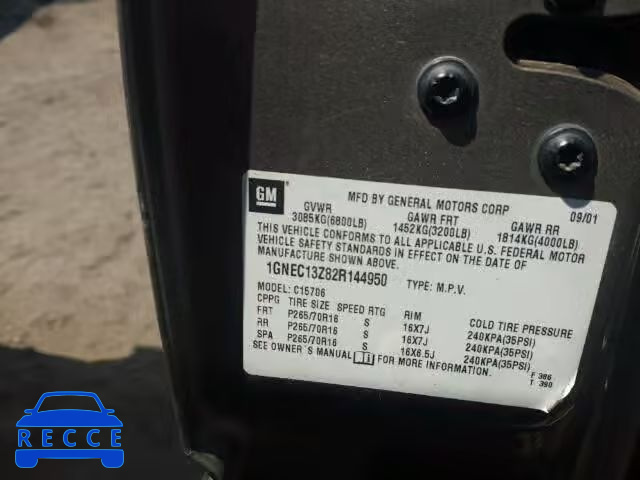 GM
MFD BY GENERAL MOTORS CORP 09/01
GVWR GAWR FRT GAWR RR
3085KG(6800LB) 1452KG(3200LB) 1814KG(4000LB)
THIS VEHICLE CONFORMS TO ALL APPLICABLE U.S. FEDERAL MOTOR
VEHICLE SAFETY STANDARDS IN EFFECT ON THE DATE OF
MANUFACTURE SHOWN ABOVE.
1GNEC13Z82R144950 TYPE: M.P.V.
MODEL: C15706
CPPG TIRE SIZE SPEED RTG RIM COLD TIRE PRESSURE
FRT P265/70R16 S 16X7J 240KPA(35PSI)
RR P265/70R16 S 16X7J 240KPA(35PSI)
SPA P265/70R16 S 16X6.5J 240KPA(35PSI)
SEE OWNER'S MANUAL FOR MORE INFORMATION.
F 386
T 390
RECCE